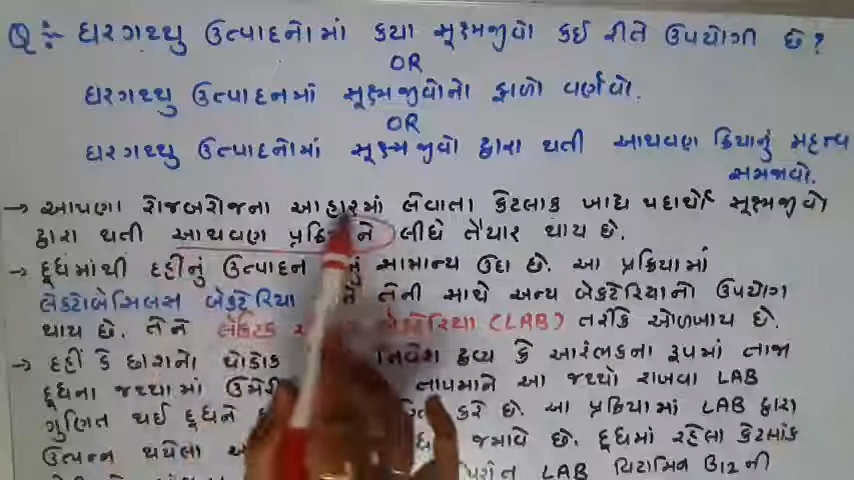 Q :- ઘરગથ્થુ ઉત્પાદનોમાં કયા સૂક્ષ્મજીવો કઈ રીતે ઉપયોગી છે?
OR
ઘરગથ્થુ ઉત્પાદનમાં સૂક્ષ્મજીવોનો ફાળો વર્ણવો.
OR
ઘરગથ્થુ ઉત્પાદનોમાં સૂક્ષ્મજીવો દ્વારા થતી આથવણ ક્રિયાનું મહત્વ
સમજાવો.
→ આપણા રોજબરોજના આહારમાં લેવાતા કેટલાક ખાદ્ય પદાર્થો સૂક્ષ્મજીવો
દ્વારા થતી આથવણ ને લીધે તૈયાર થાય છે.
→ દૂધમાંથી દહીંનું ઉત્પાદન સામાન્ય ઉદા છે. આ પ્રક્રિયામાં
લેક્ટોબેસિલસ બેક્ટેરિયા તેની સાથે અન્ય બેક્ટેરિયાનો ઉપયોગ
થાય છે. તેને લેક્ટિક (LAB) તરીકે ઓળખાય છે.
→ દહીં કે છાશનો થોડોક નિવેશ દ્રવ્ય કે આરંભકના રૂપમાં તાજા
દૂધના જથ્થામાં તાપમાને આ જથ્થો રાખવા LAB
ગુણિત થઈ દૂધને કરે છે. આ પ્રક્રિયામાં LAB દ્વારા
ઉત્પન્ન થયેલા જમાવે છે. દૂધમાં રહેલા કેટલાંક
LAB વિટામિન B12 ની